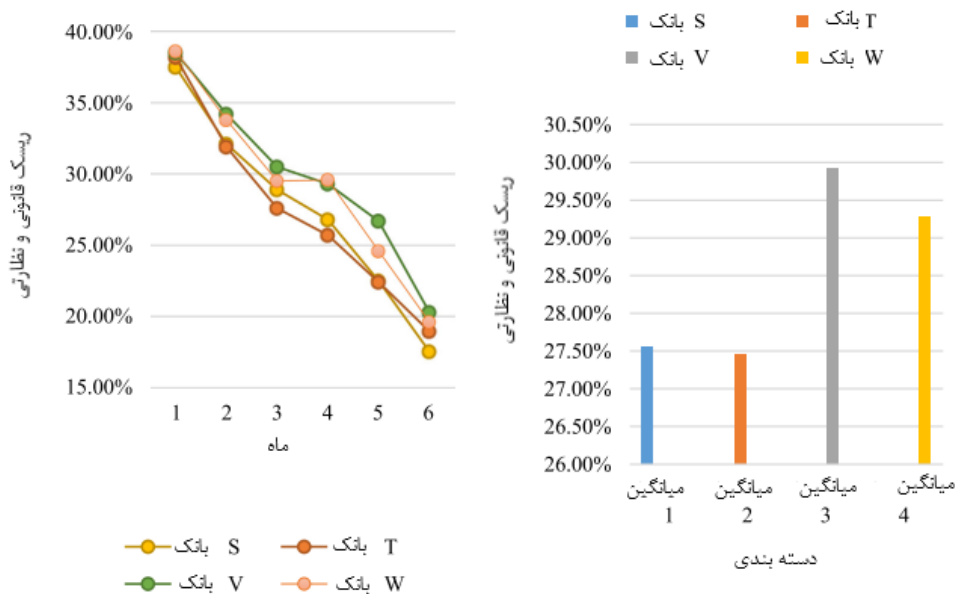 40.00%
35.00%
30.00%
25.00%
20.00%
15.00%
ریسک قانونی و نظارتی
1 2 3 4 5 6
ماه
بانک S
بانک T
بانک V
بانک W
بانک S
بانک T
بانک V
بانک W
30.50%
30.00%
29.50%
29.00%
28.50%
28.00%
27.50%
27.00%
26.50%
26.00%
ریسک قانونی و نظارتی
میانگین میانگین میانگین میانگین
1 2 3 4
دسته بندی